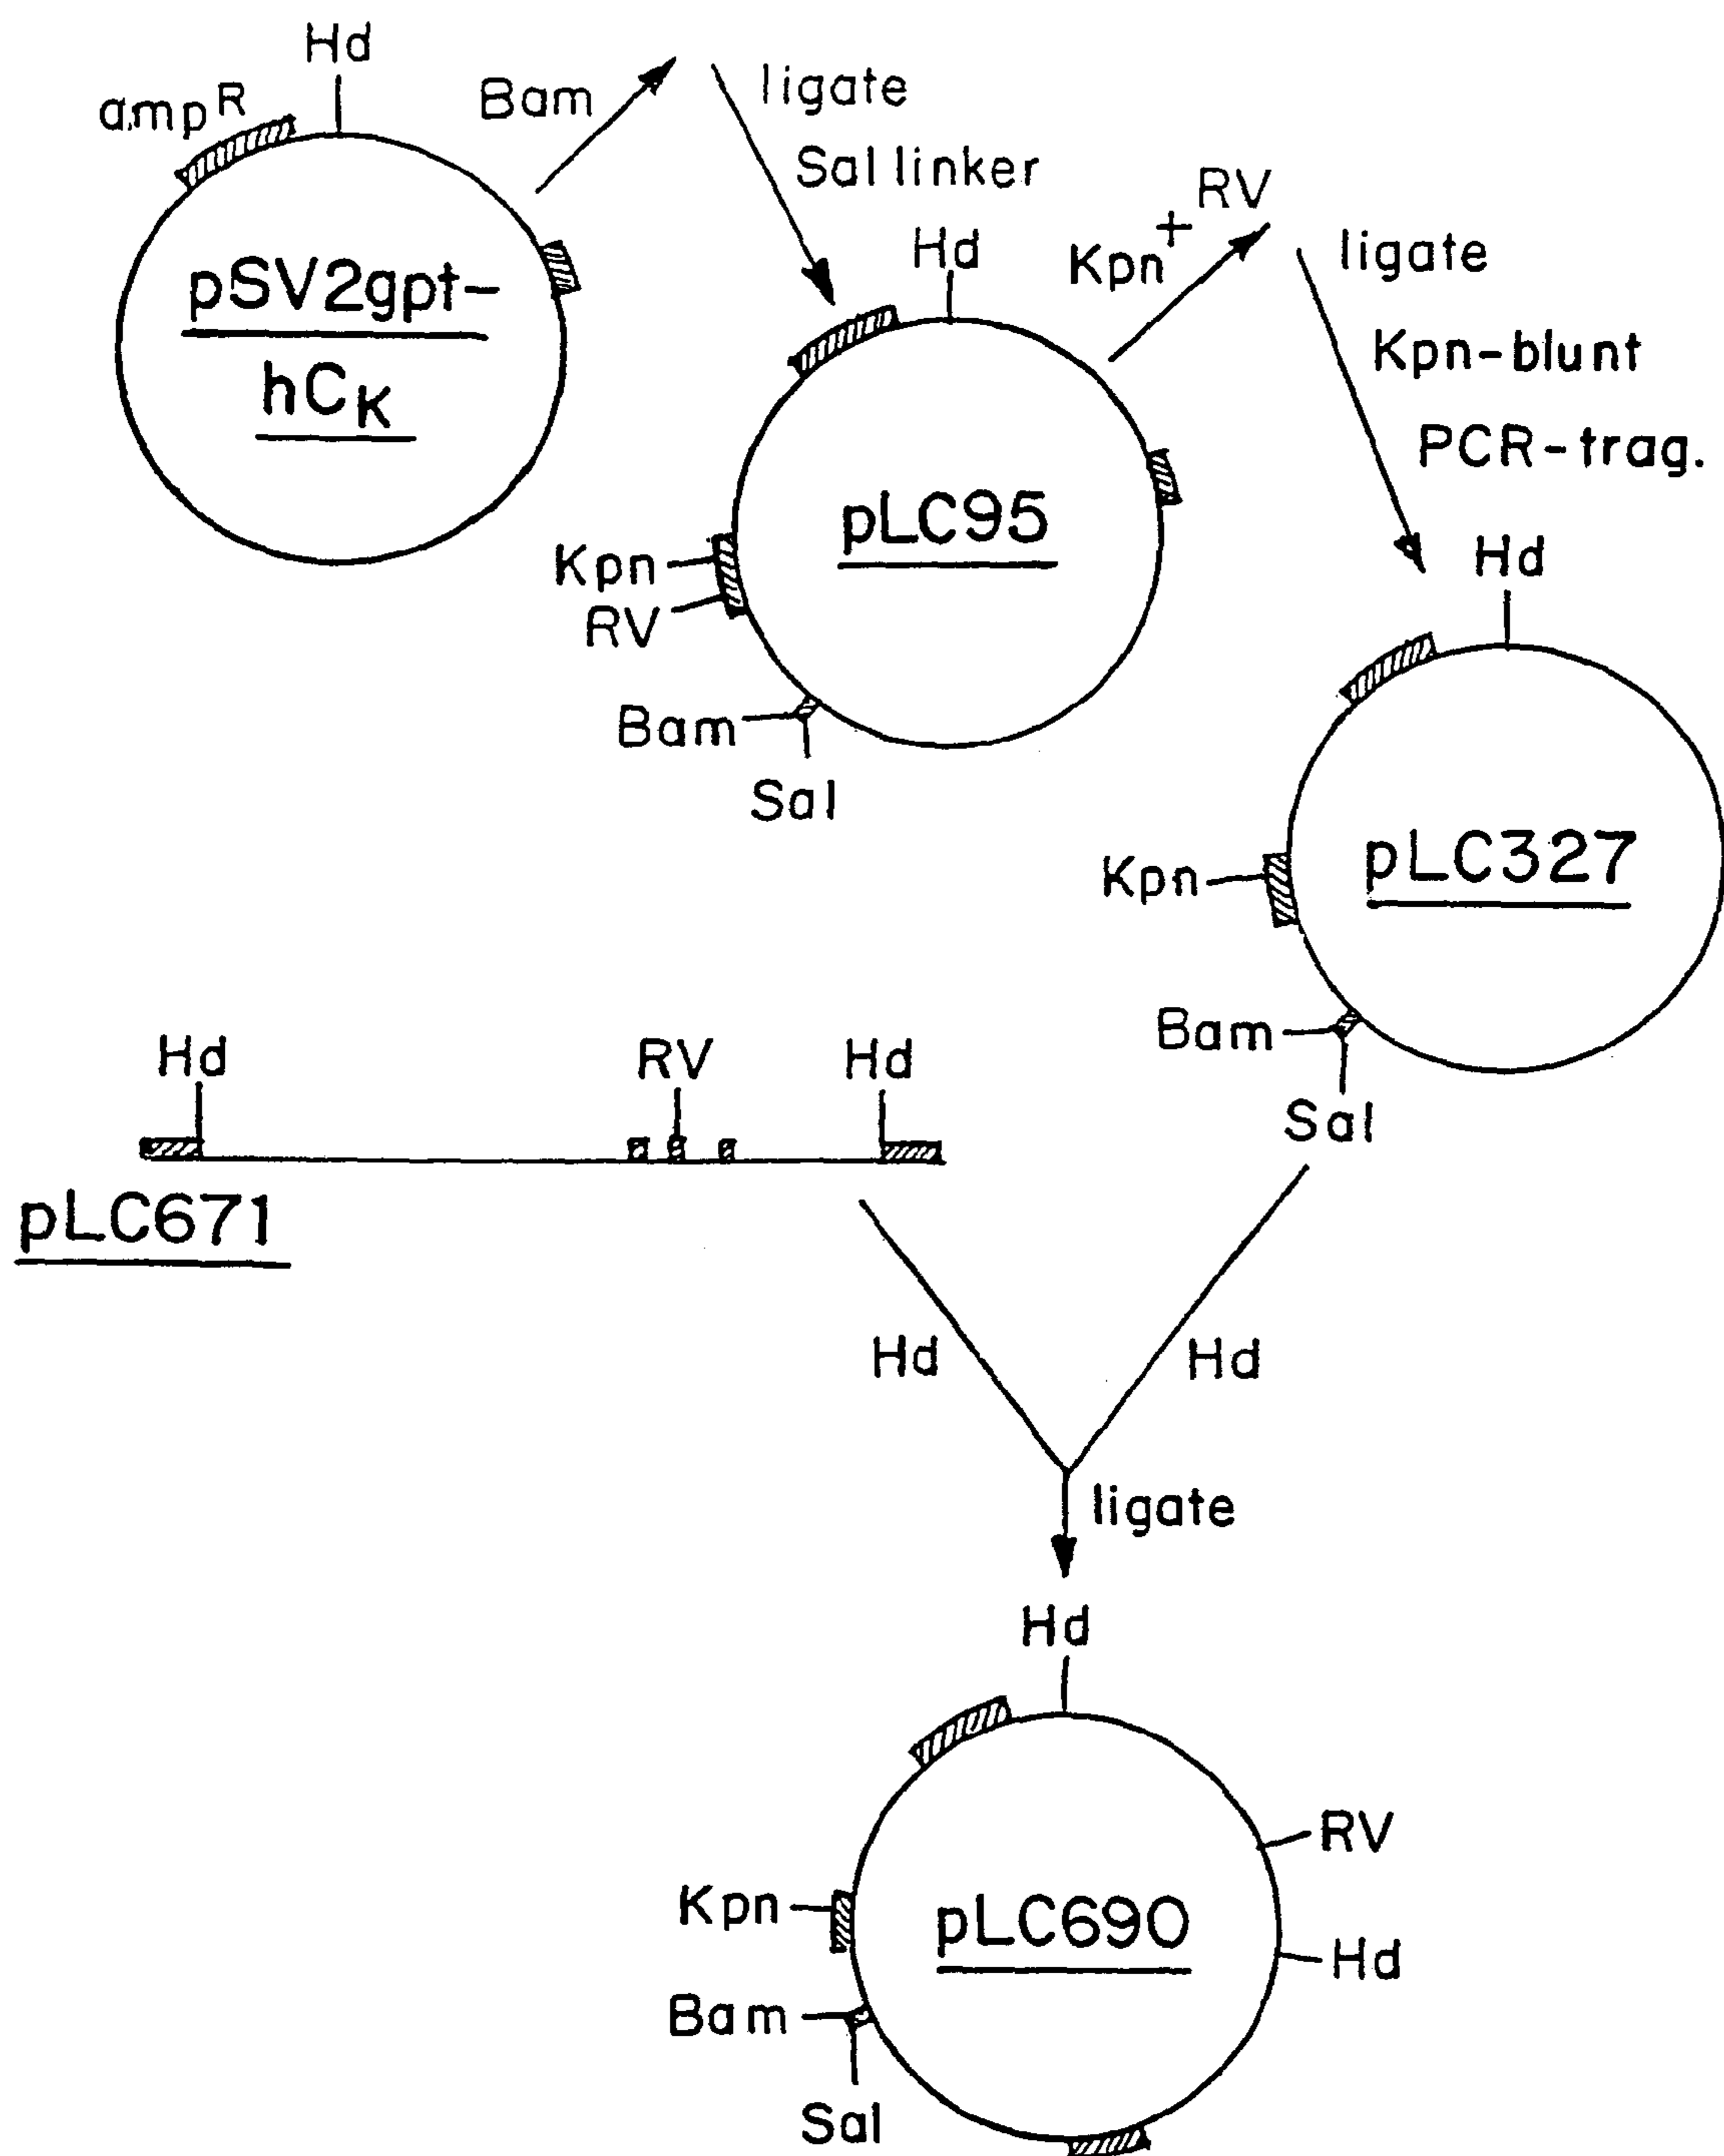 Hd
ampR
pSV2gpt-
hCK
Bam
ligate
Sal linker
Hd
Kpn
RV
Bam
Sal
pLC95
Kpn + RV
ligate
Kpn-blunt
PCR-trag.
Hd
Kpn
Bam
Sal
pLC327
Hd
RV
Hd
pLC671
Hd
Hd
ligate
Hd
RV
Hd
Kpn
Bam
Sal
pLC690